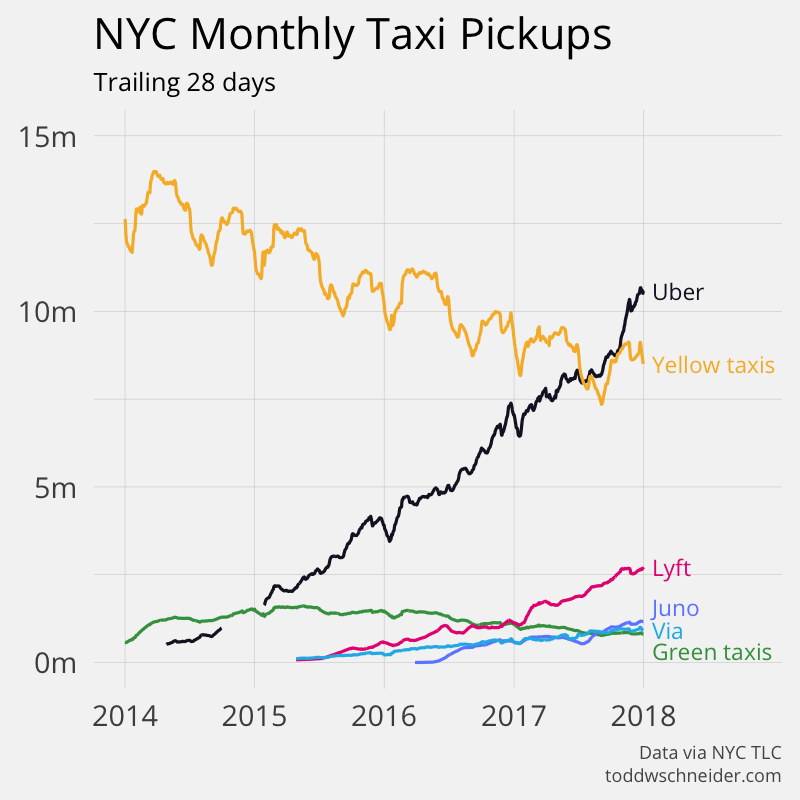 NYC Monthly Taxi Pickups
Trailing 28 days
15m
10m
5m
0m
Uber
Yellow taxis
Lyft
Juno
Via
Green taxis
2014 2015 2016 2017 2018
Data via NYC TLC
toddwschneider.com